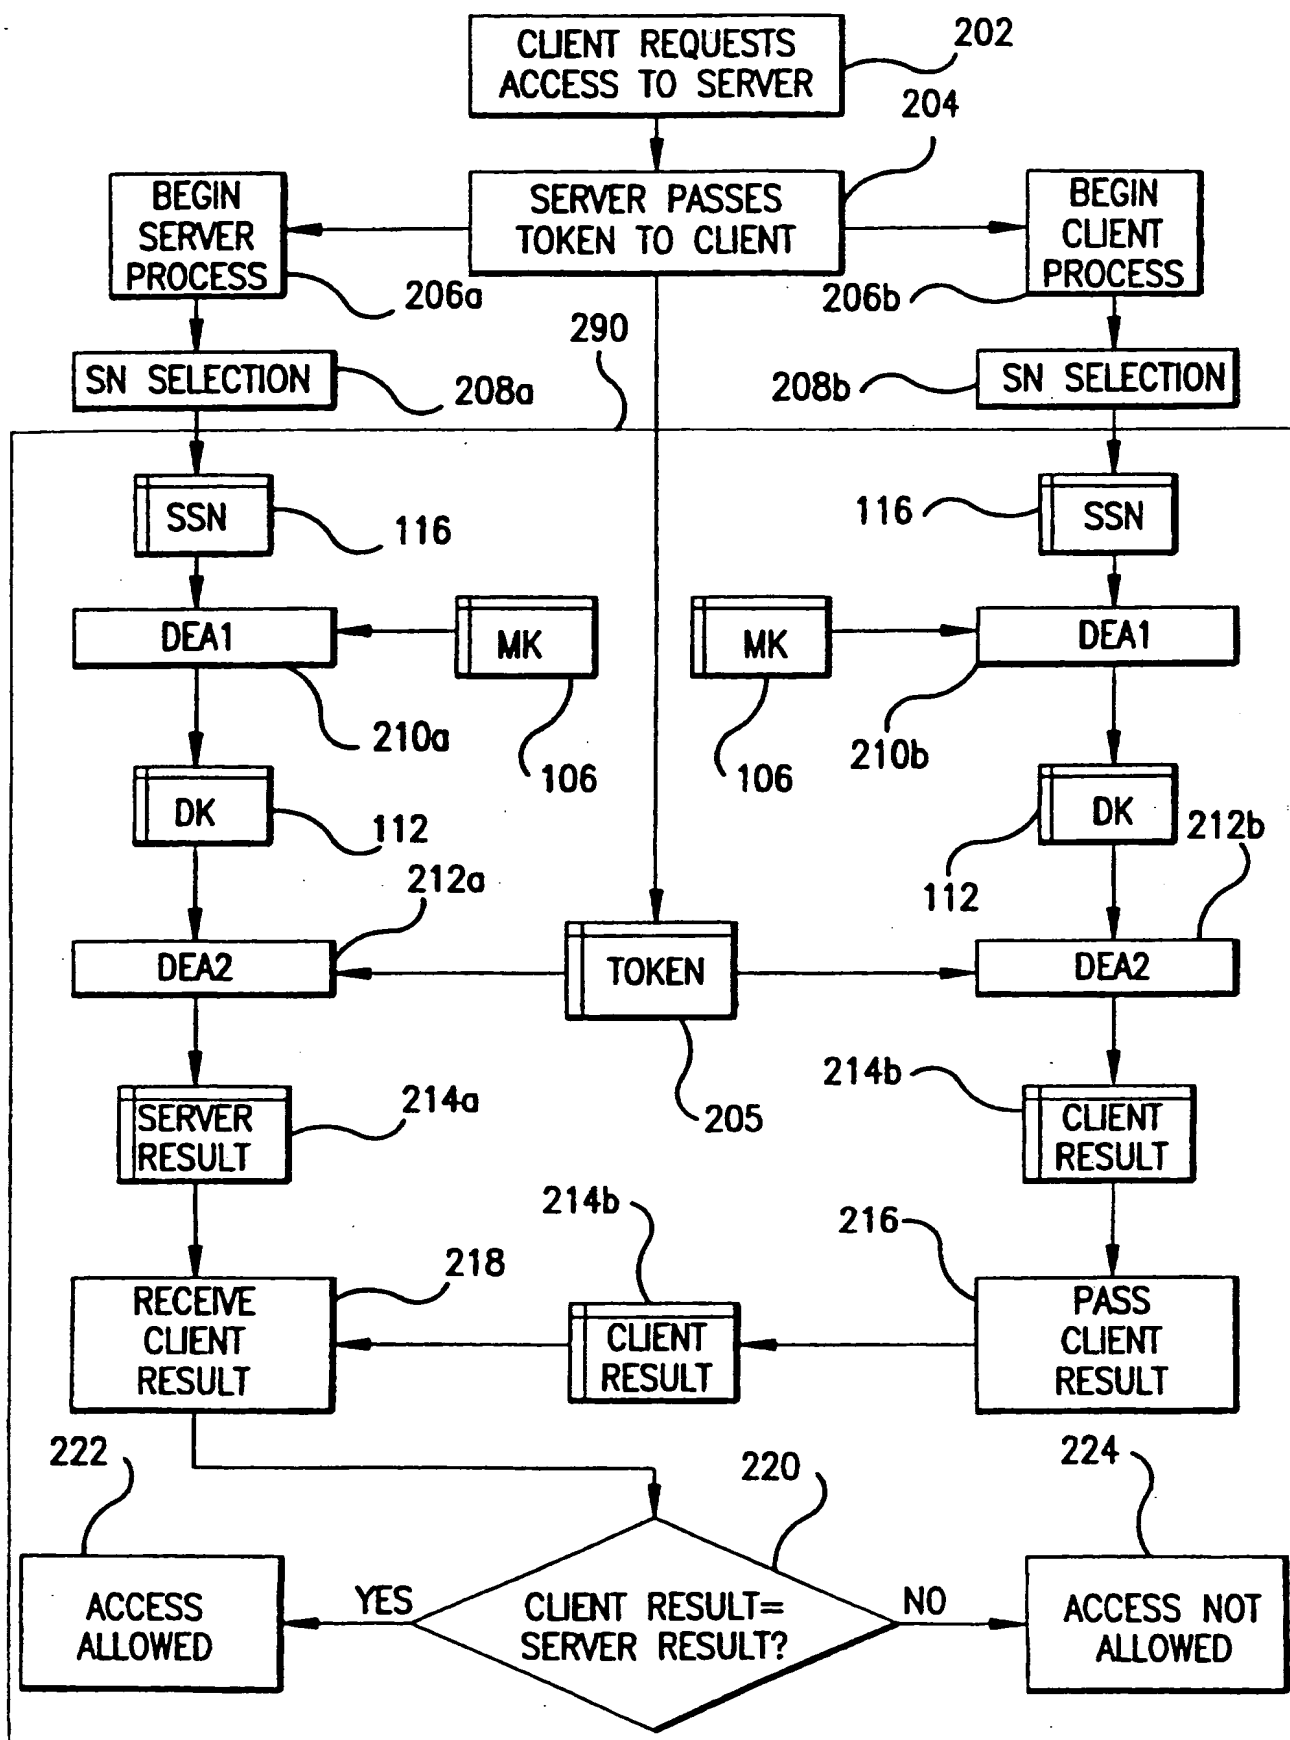 CLIENT REQUESTS
ACCESS TO SERVER
202
204
BEGIN
SERVER
PROCESS
SERVER PASSES
TOKEN TO CLIENT
BEGIN
CLIENT
PROCESS
206a
206b
290
SN SELECTION
208a
208b
SN SELECTION
SSN
116
116
SSN
DEA1
MK
MK
DEA1
210a
106
106
210b
DK
112
DK
212b
212a
112
DEA2
TOKEN
DEA2
SERVER
RESULT
214a
205
214b
CLIENT
RESULT
214b
216
218
RECEIVE
CLIENT
RESULT
CLIENT
RESULT
PASS
CLIENT
RESULT
222
220
224
ACCESS
ALLOWED
YES
CLIENT RESULT=
SERVER RESULT?
NO
ACCESS NOT
ALLOWED